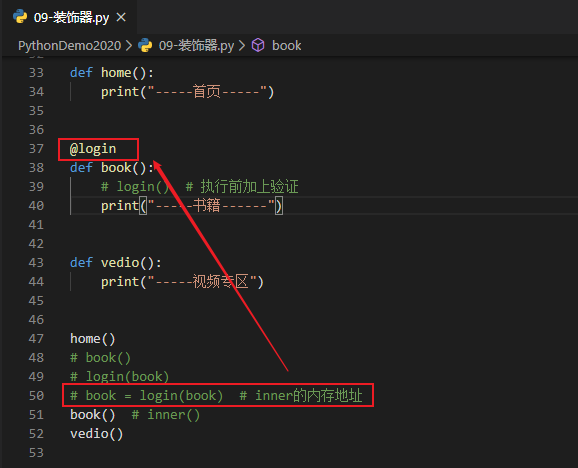 09-装饰器.py ×
PythonDemo2020 > 09-装饰器.py > book
33 def home():
34     print("-----首页-----")
35
36
37 @login
38 def book():
39     # login()  # 执行前加上验证
40     print("-----书籍------")
41
42
43 def vedio():
44     print("-----视频专区")
45
46
47 home()
48 # book()
49 # login(book)
50 # book = login(book)  # inner的内存地址
51 book()  # inner()
52 vedio()
53